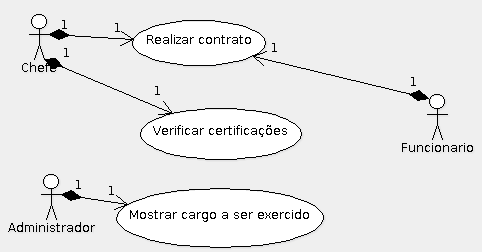 1
1
Realizar contrato
1
1
Chefe
1
1
Verificar certificações
Funcionario
1
1
Administrador
Mostrar cargo a ser exercido